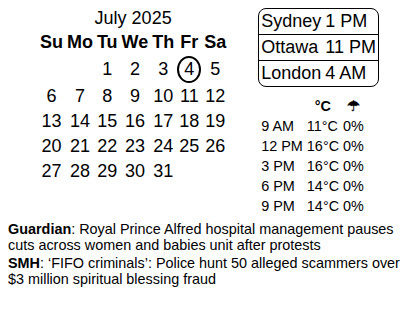 July 2025
Su Mo Tu We Th Fr Sa
1 2 3 4 5
6 7 8 9 10 11 12
13 14 15 16 17 18 19
20 21 22 23 24 25 26
27 28 29 30 31
Sydney 1 PM
Ottawa 11 PM
London 4 AM
°C ☂
9 AM 11°C 0%
12 PM 16°C 0%
3 PM 16°C 0%
6 PM 14°C 0%
9 PM 14°C 0%
Guardian: Royal Prince Alfred hospital management pauses
cuts across women and babies unit after protests
SMH: ‘FIFO criminals’: Police hunt 50 alleged scammers over
$3 million spiritual blessing fraud